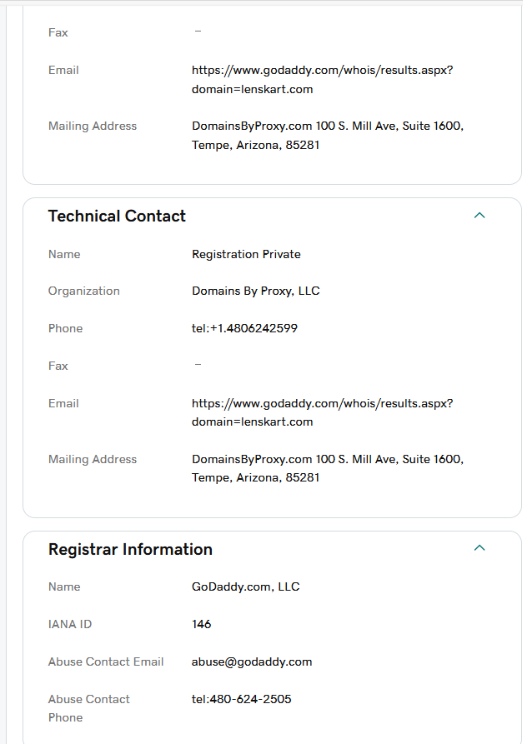 Fax –
Email https://www.godaddy.com/whois/results.aspx?
domain=lenskart.com
Mailing Address DomainsByProxy.com 100 S. Mill Ave, Suite 1600,
Tempe, Arizona, 85281
Technical Contact
Name Registration Private
Organization Domains By Proxy, LLC
Phone tel:+1.4806242599
Fax –
Email https://www.godaddy.com/whois/results.aspx?
domain=lenskart.com
Mailing Address DomainsByProxy.com 100 S. Mill Ave, Suite 1600,
Tempe, Arizona, 85281
Registrar Information
Name GoDaddy.com, LLC
IANA ID 146
Abuse Contact Email abuse@godaddy.com
Abuse Contact tel:480-624-2505
Phone